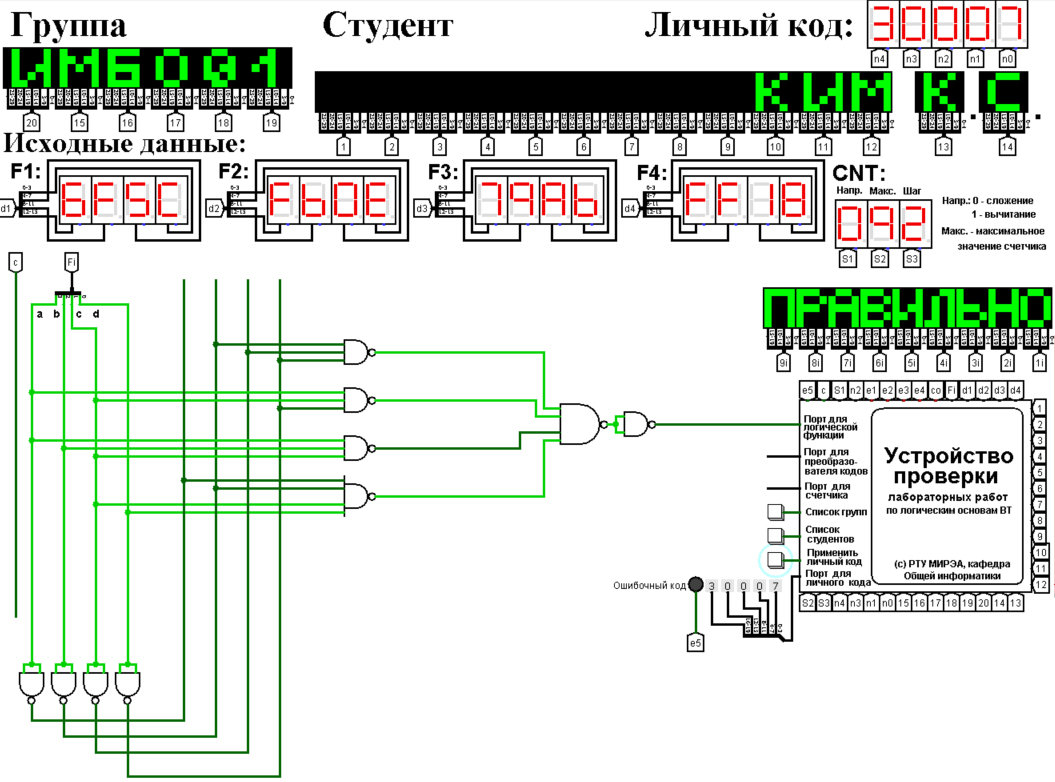 Группа Студент Личный код: 30007
n4 n3 n2 n1 n0
ИМБО01 КИМ К. С.
20 15 16 17 18 19 1 2 3 4 5 6 7 8 9 10 11 12 13 14
Исходные данные:
F1: 6F5C F2: Fb0E F3: 79Ab F4: FF18 CNT:
Напр. Макс. Шаг
092
d1 d2 d3 d4
S1 S2 S3
Напр.: 0 - сложение
1 - вычитание
Макс. - максимальное
значение счетчика
c Fi
a b c d
ПРАВИЛЬНО
9i 8i 7i 6i 5i 4i 3i 2i 1i
e5 c S1 n2 e1 e2 e3 e4 co Fi d1 d2 d3 d4
Порт для
логической
функции
Порт для
преобразо-
вателя кодов
Порт для
счетчика
Список групп
Список
студентов
Применить
личный код
Порт для
личного кода
Устройство
проверки
лабораторных работ
по логическим основам ВТ
(с) РТУ МИРЭА, кафедра
Общей информатики
1
2
3
4
5
6
7
8
9
10
11
12
S2 S3 n4 n3 n1 n0 15 16 17 18 19 20 14 13
Ошибочный код 3 0 0 0 7
e5